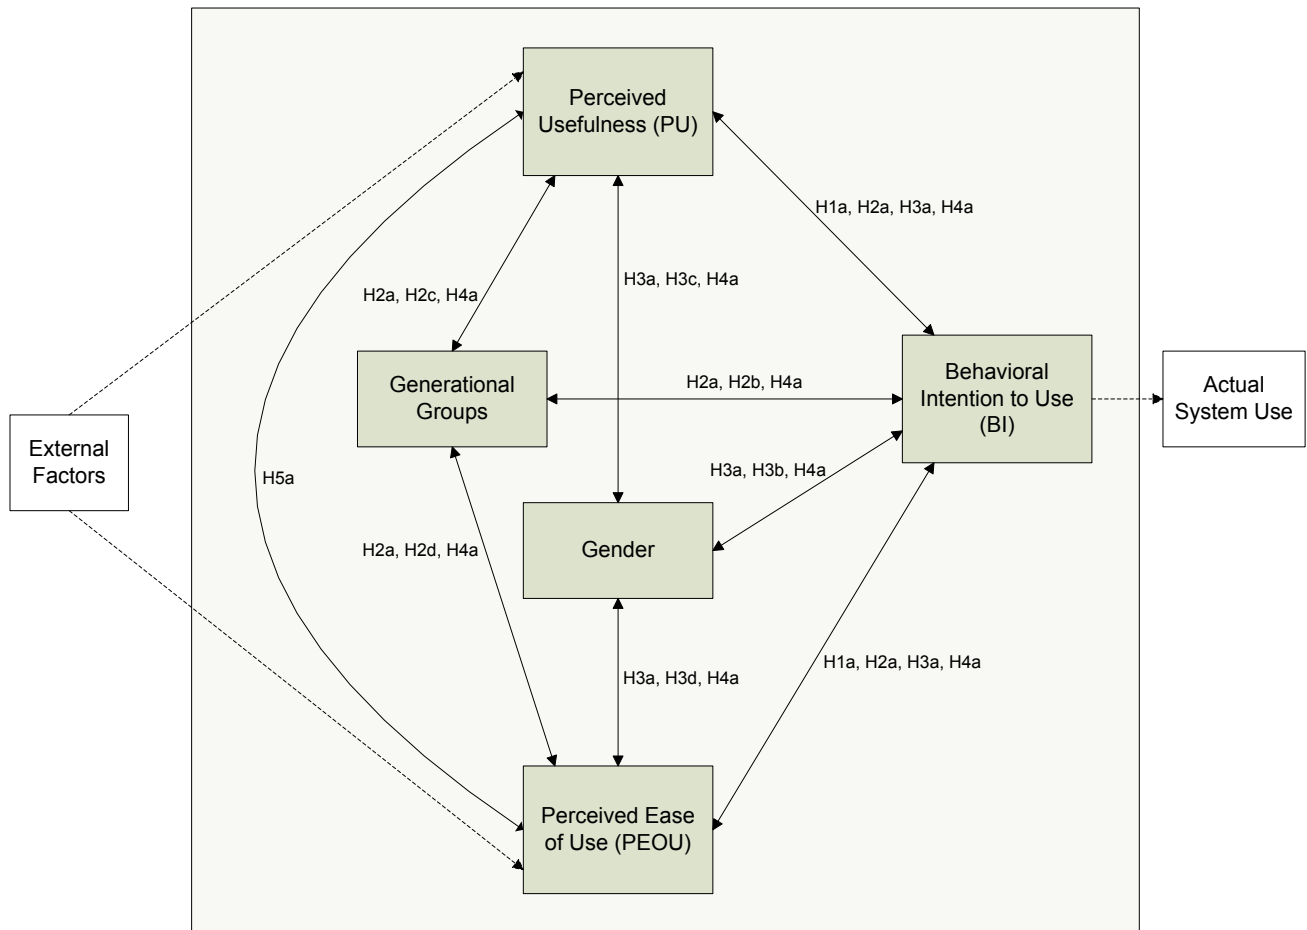 Perceived
Usefulness (PU)
H1a, H2a, H3a, H4a
H2a, H2c, H4a
H3a, H3c, H4a
Generational
Groups
H2a, H2b, H4a
Behavioral
Intention to Use
(BI)
Actual
System Use
External
Factors
H5a
H3a, H3b, H4a
H2a, H2d, H4a
Gender
H1a, H2a, H3a, H4a
H3a, H3d, H4a
Perceived Ease
of Use (PEOU)